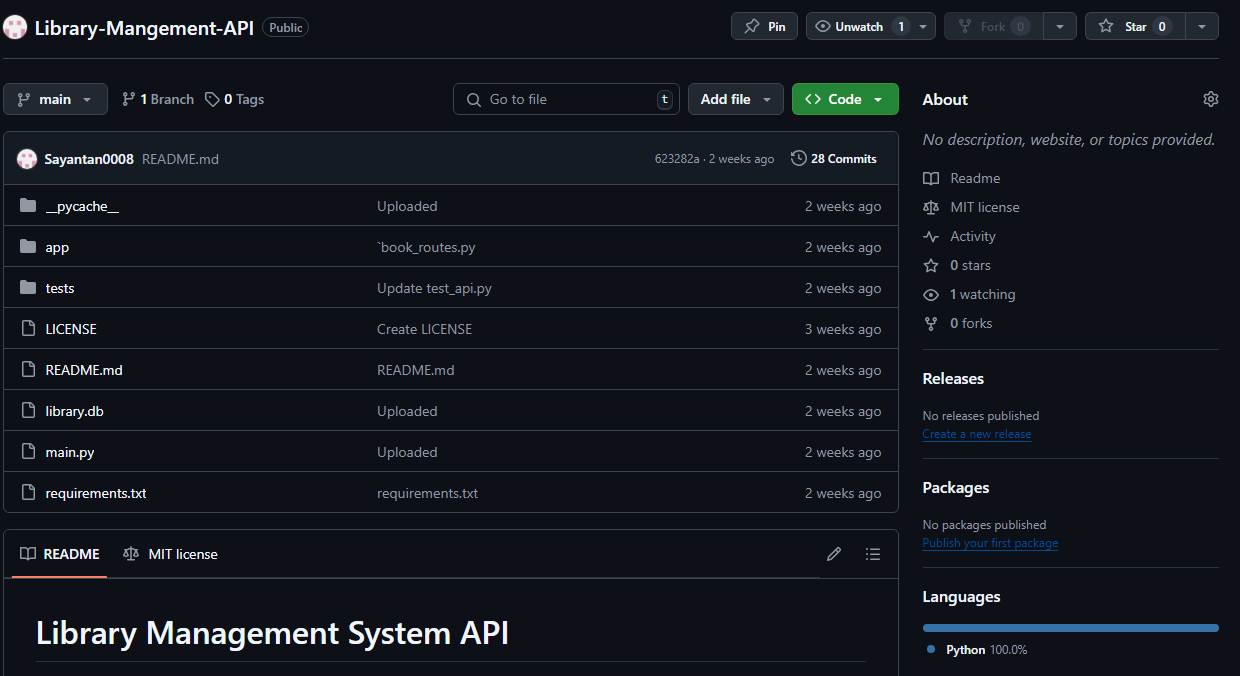 Library-Mangement-API Public Pin Unwatch 1 Fork 0 Star 0
main 1 Branch 0 Tags Go to file t Add file Code
Sayantan0008 README.md 623282a · 2 weeks ago 28 Commits
__pycache__ Uploaded 2 weeks ago
app `book_routes.py 2 weeks ago
tests Update test_api.py 2 weeks ago
LICENSE Create LICENSE 3 weeks ago
README.md README.md 2 weeks ago
library.db Uploaded 2 weeks ago
main.py Uploaded 2 weeks ago
requirements.txt requirements.txt 2 weeks ago
README MIT license
Library Management System API
About
No description, website, or topics provided.
Readme
MIT license
Activity
0 stars
1 watching
0 forks
Releases
No releases published
Create a new release
Packages
No packages published
Publish your first package
Languages
Python 100.0%